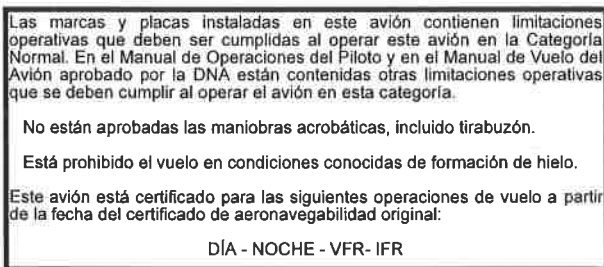 Las marcas y placas instaladas en este avión contienen limitaciones
operativas que deben ser cumplidas al operar este avión en la Categoría
Normal. En el Manual de Operaciones del Piloto y en el Manual de Vuelo del
Avión aprobado por la DNA están contenidas otras limitaciones operativas
que se deben cumplir al operar el avión en esta categoría.
No están aprobadas las maniobras acrobáticas, incluido tirabuzón.
Está prohibido el vuelo en condiciones conocidas de formación de hielo.
Este avión está certificado para las siguientes operaciones de vuelo a partir
de la fecha del certificado de aeronavegabilidad original:
DÍA - NOCHE - VFR- IFR